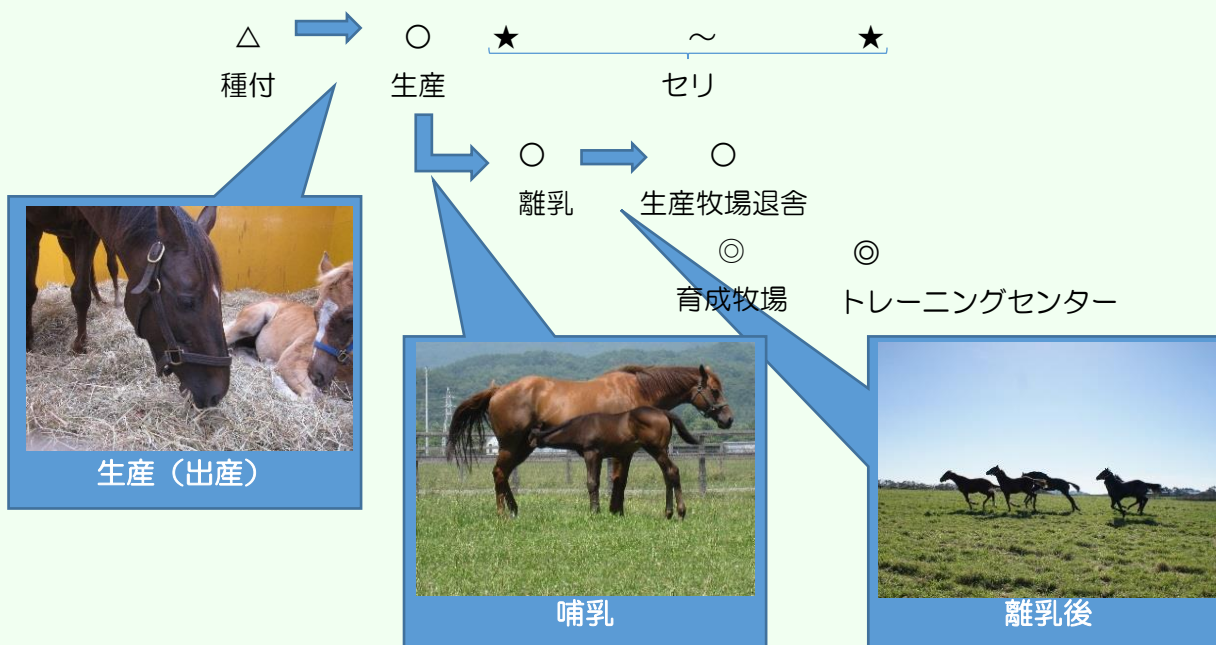 △ ○ ★ ～ ★
種付 生産 セリ
○ ○
離乳 生産牧場退舎
◎ ◎
育成牧場 トレーニングセンター
生産（出産）
哺乳
離乳後